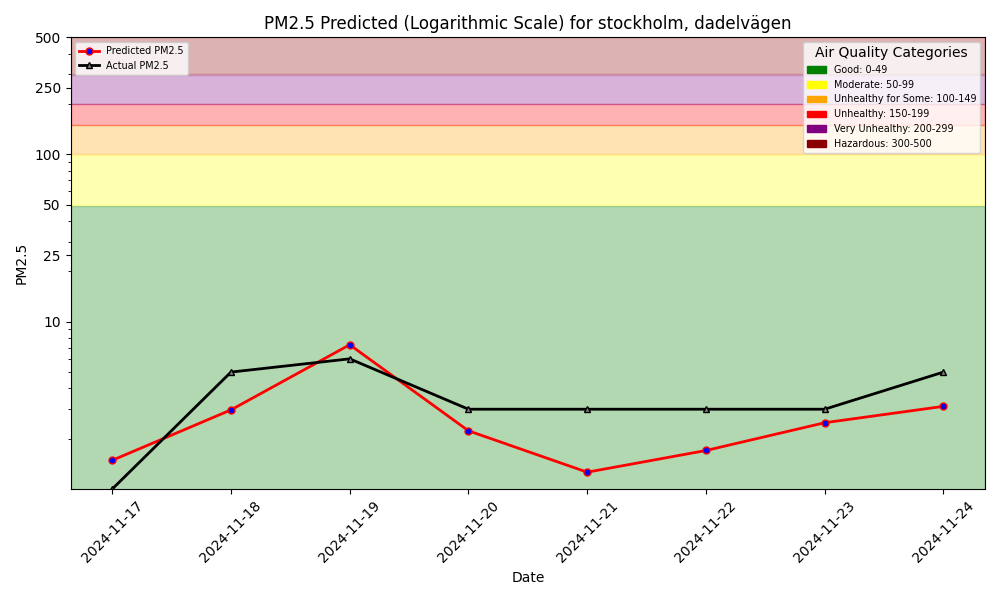 PM2.5 Predicted (Logarithmic Scale) for stockholm, dadelvägen
Predicted PM2.5
Actual PM2.5
Air Quality Categories
Good: 0-49
Moderate: 50-99
Unhealthy for Some: 100-149
Unhealthy: 150-199
Very Unhealthy: 200-299
Hazardous: 300-500
500
250
100
50
25
10
PM2.5
2024-11-17
2024-11-18
2024-11-19
2024-11-20
2024-11-21
2024-11-22
2024-11-23
2024-11-24
Date